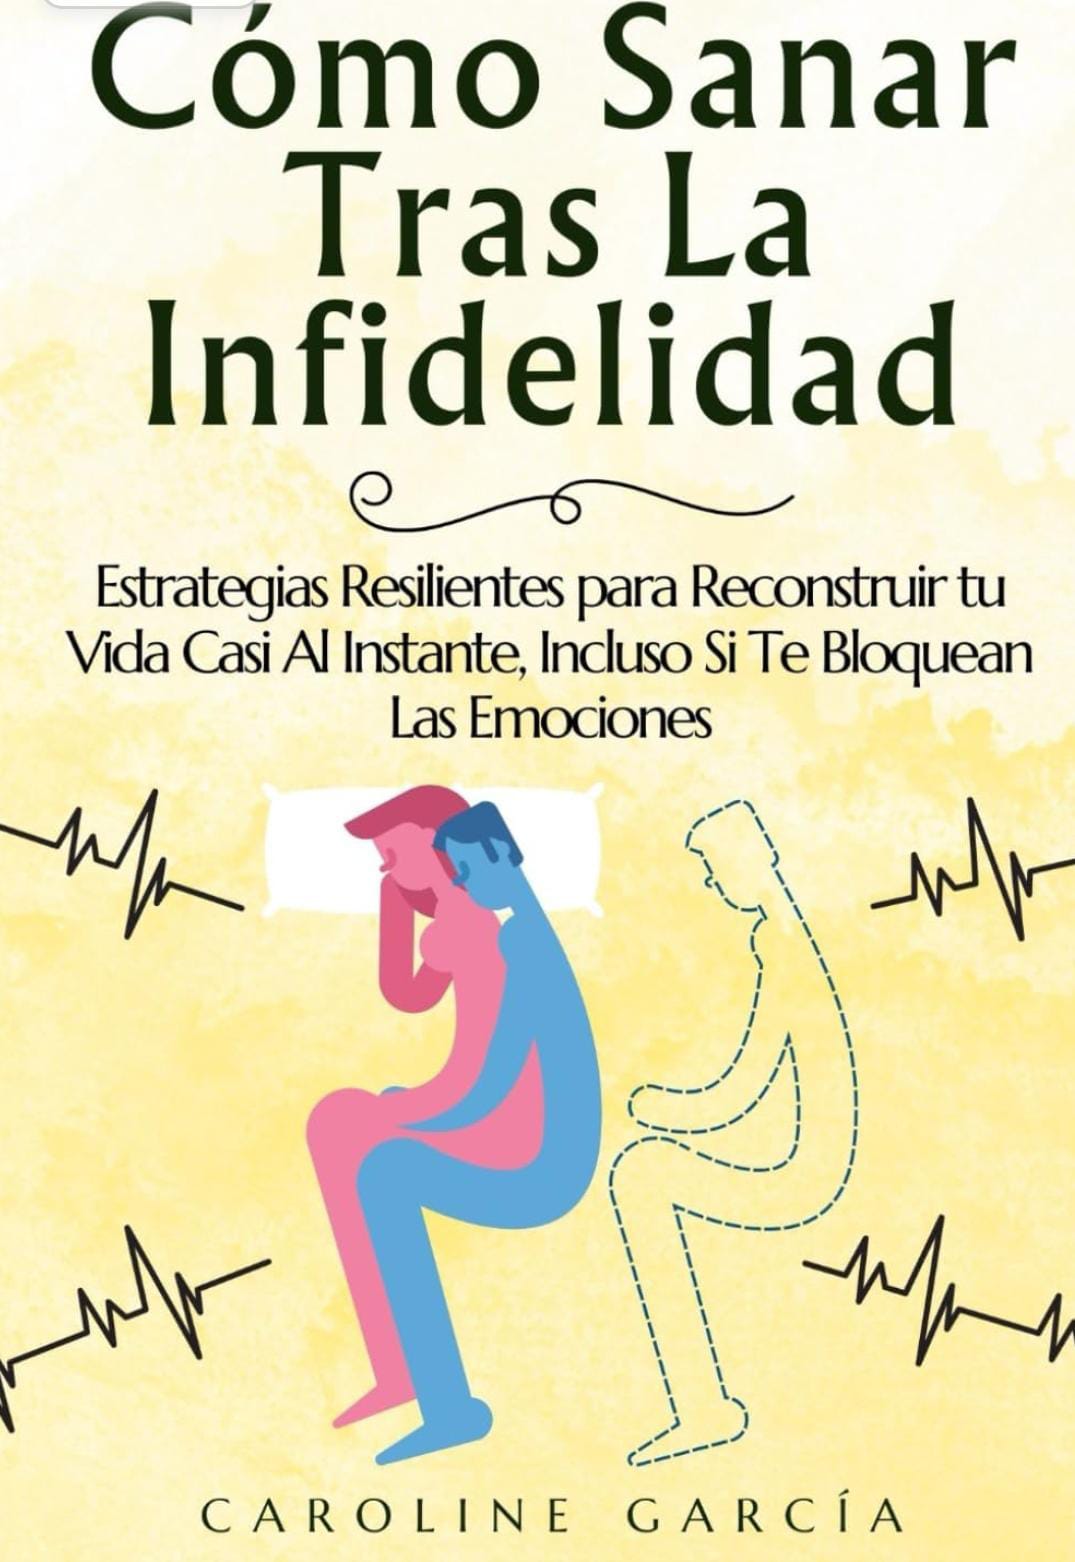 Cómo Sanar
Tras La
Infidelidad
Estrategias Resilientes para Reconstruir tu
Vida Casi Al Instante, Incluso Si Te Bloquean
Las Emociones
CAROLINE GARCÍA